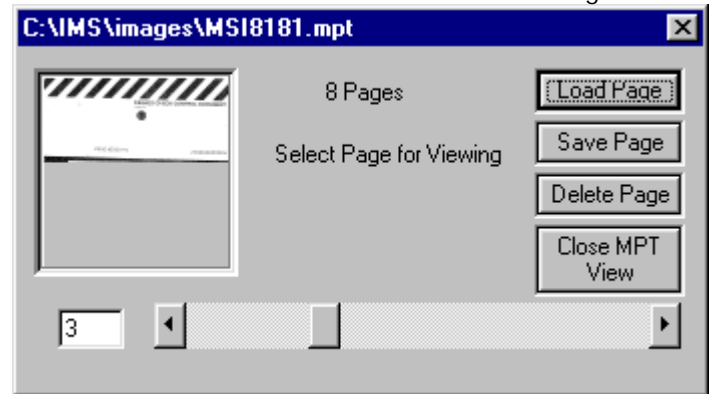 C:\IMS\images\MSI8181.mpt
8 Pages
Select Page for Viewing
Load Page
Save Page
Delete Page
Close MPT
View
3